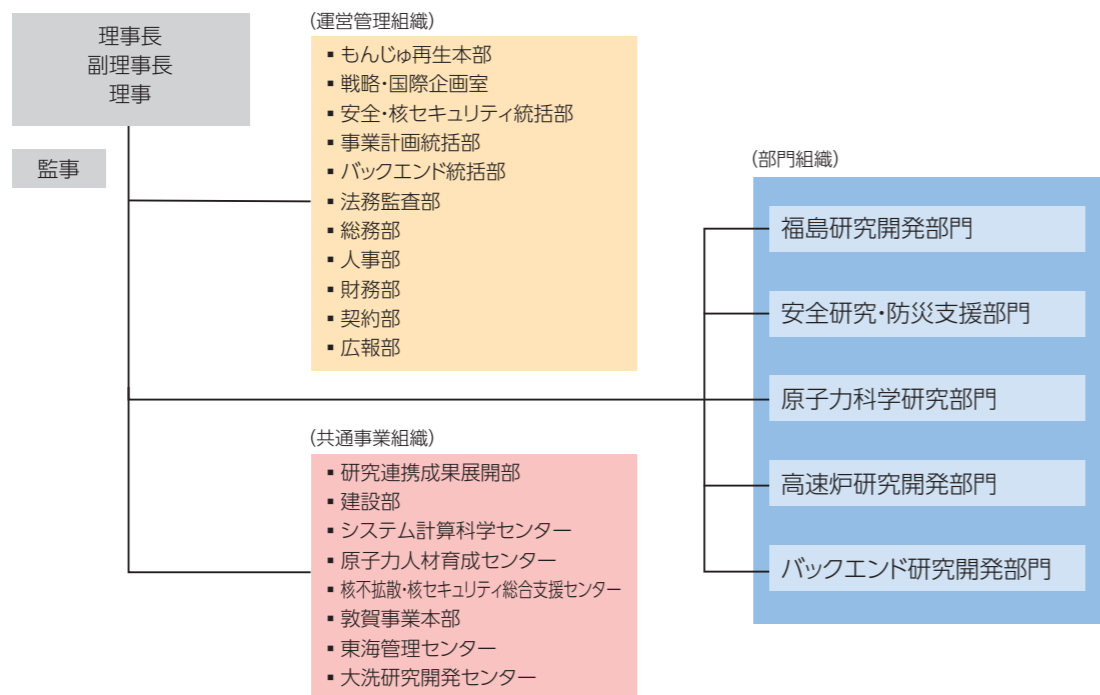 理事長
副理事長
理事
監事
(運営管理組織)
▪ もんじゅ再生本部
▪ 戦略・国際企画室
▪ 安全・核セキュリティ統括部
▪ 事業計画統括部
▪ バックエンド統括部
▪ 法務監査部
▪ 総務部
▪ 人事部
▪ 財務部
▪ 契約部
▪ 広報部
(共通事業組織)
▪ 研究連携成果展開部
▪ 建設部
▪ システム計算科学センター
▪ 原子力人材育成センター
▪ 核不拡散・核セキュリティ総合支援センター
▪ 敦賀事業本部
▪ 東海管理センター
▪ 大洗研究開発センター
(部門組織)
福島研究開発部門
安全研究・防災支援部門
原子力科学研究部門
高速炉研究開発部門
バックエンド研究開発部門